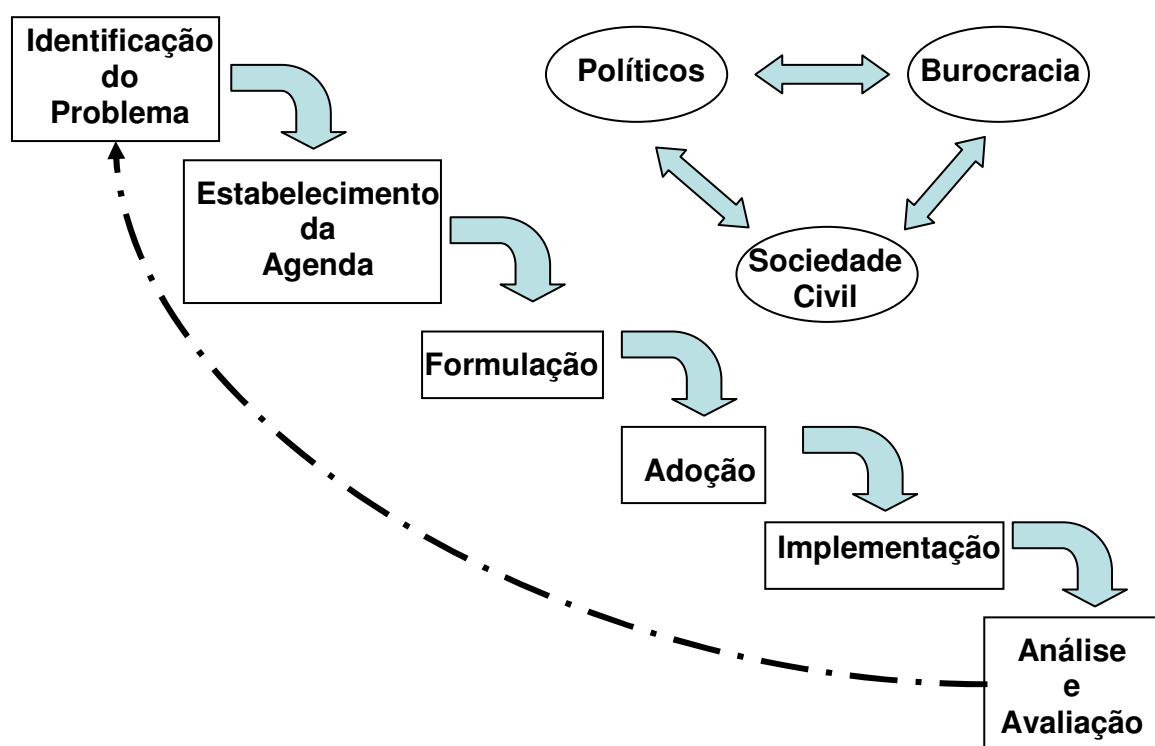 Identificação
do
Problema
Políticos
Burocracia
Estabelecimento
da
Agenda
Sociedade
Civil
Formulação
Adoção
Implementação
Análise
e
Avaliação